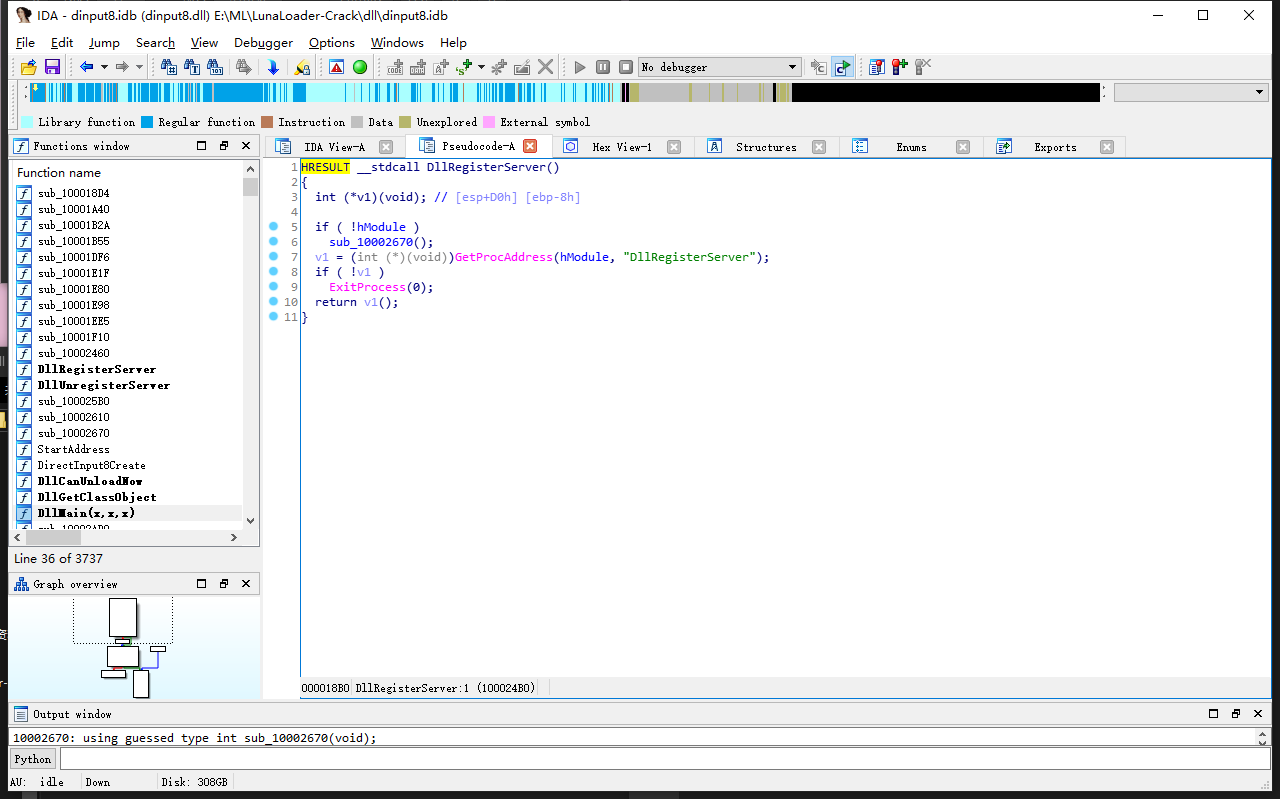 IDA - dinput8.idb (dinput8.dll) E:\ML\LunaLoader-Crack\dll\dinput8.idb
File Edit Jump Search View Debugger Options Windows Help
No debugger
Library function Regular function Instruction Data Unexplored External symbol
Functions window
IDA View-A Pseudocode-A Hex View-1 Structures Enums Exports
Function name
sub_100018D4
sub_10001A40
sub_10001B2A
sub_10001B55
sub_10001DF6
sub_10001E1F
sub_10001E80
sub_10001E98
sub_10001EE5
sub_10001F10
sub_10002460
DllRegisterServer
DllUnregisterServer
sub_100025B0
sub_10002610
sub_10002670
StartAddress
DirectInput8Create
DllCanUnloadNow
DllGetClassObject
DllMain(x,x,x)
sub_10002AD0
Line 36 of 3737
Graph overview
1 HRESULT __stdcall DllRegisterServer()
2 {
3 int (*v1)(void); // [esp+D0h] [ebp-8h]
4
5 if ( !hModule )
6 sub_10002670();
7 v1 = (int (*)(void))GetProcAddress(hModule, "DllRegisterServer");
8 if ( !v1 )
9 ExitProcess(0);
10 return v1();
11 }
000018B0 DllRegisterServer:1 (100024B0)
Output window
10002670: using guessed type int sub_10002670(void);
Python
AU: idle Down Disk: 308GB